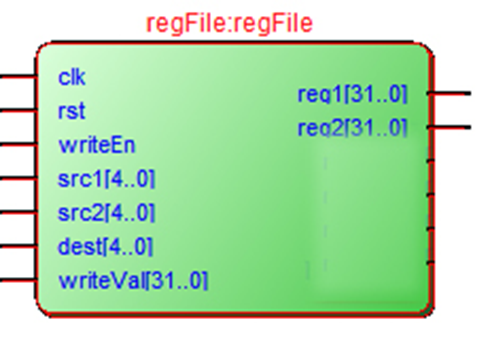 regFile:regFile
clk
rst
writeEn
src1[4..0]
src2[4..0]
dest[4..0]
writeVal[31..0]
reg1[31..0]
reg2[31..0]